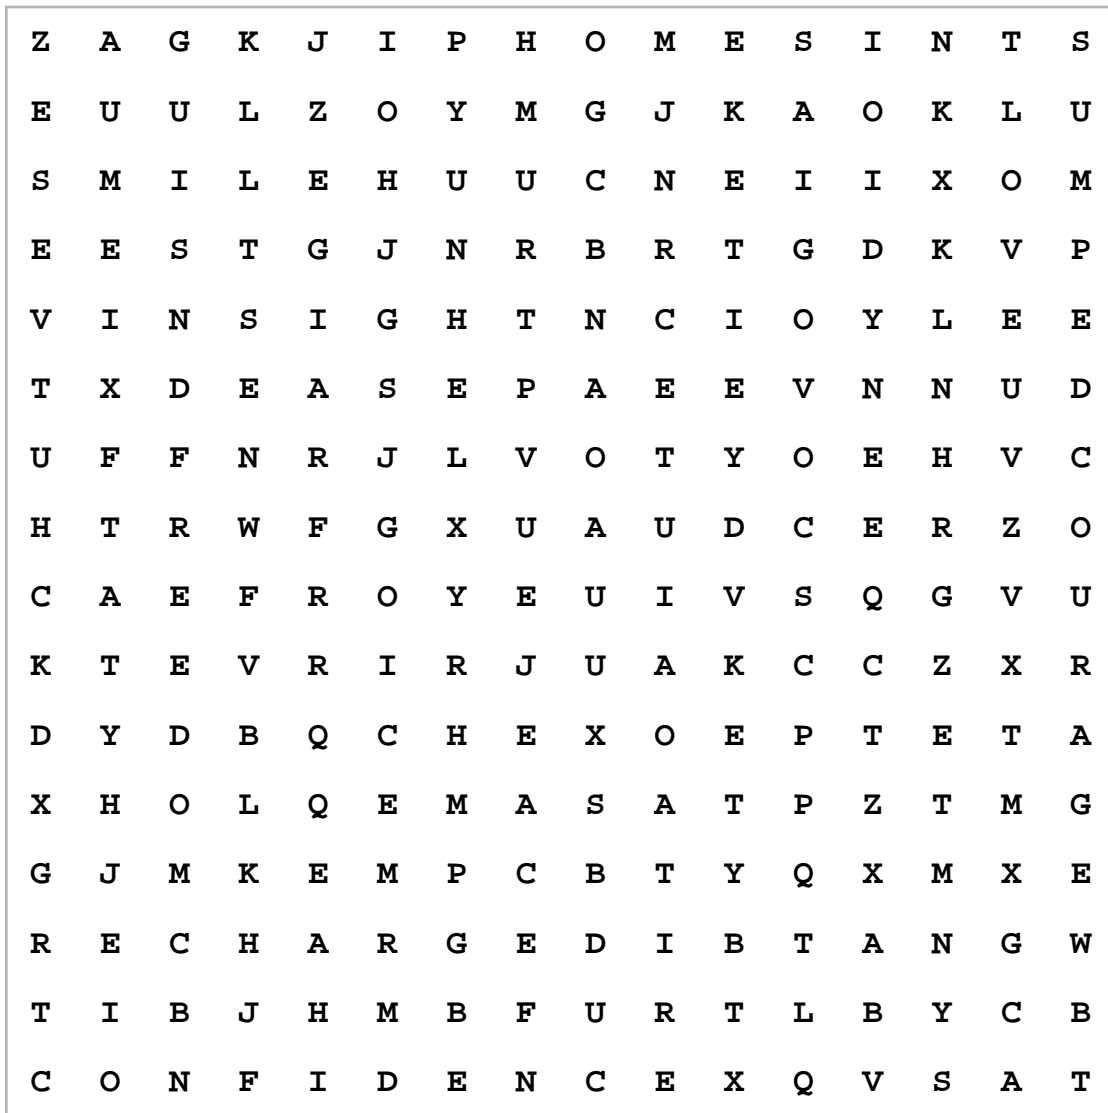 Z A G K J I P H O M E S I N T S
E U U L Z O Y M G J K A O K L U
S M I L E H U U C N E I I X O M
E E S T G J N R B R T G D K V P
V I N S I G H T N C I O Y L E E
T X D E A S E P A E E V N N U D
U F F N R J L V O T Y O E H V C
H T R W F G X U A U D C E R Z O
C A E F R O Y E U I V S Q G V U
K T E V R I R J U A K C C Z X R
D Y D B Q C H E X O E P T E T A
X H O L Q E M A S A T P Z T M G
G J M K E M P C B T Y Q X M X E
R E C H A R G E D I B T A N G W
T I B J H M B F U R T L B Y C B
C O N F I D E N C E X Q V S A T